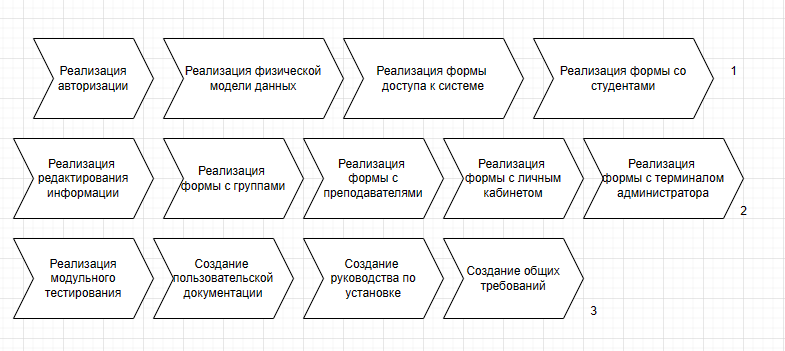 Реализация
авторизации
Реализация физической
модели данных
Реализация формы
доступа к системе
Реализация формы со
студентами
1
Реализация
редактирования
информации
Реализация
формы с группами
Реализация
формы с
преподавателями
Реализация
формы с личным
кабинетом
Реализация
формы с терминалом
администратора
2
Реализация
модульного
тестирования
Создание
пользовательской
документации
Создание
руководства по
установке
Создание общих
требований
3